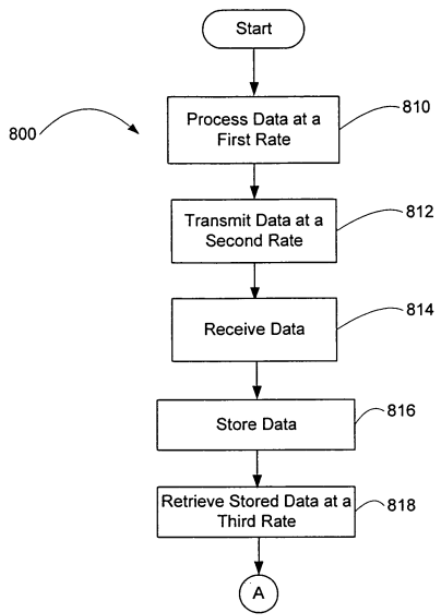 Start
800
Process Data at a
First Rate
810
Transmit Data at a
Second Rate
812
Receive Data
814
Store Data
816
Retrieve Stored Data at a
Third Rate
818
A